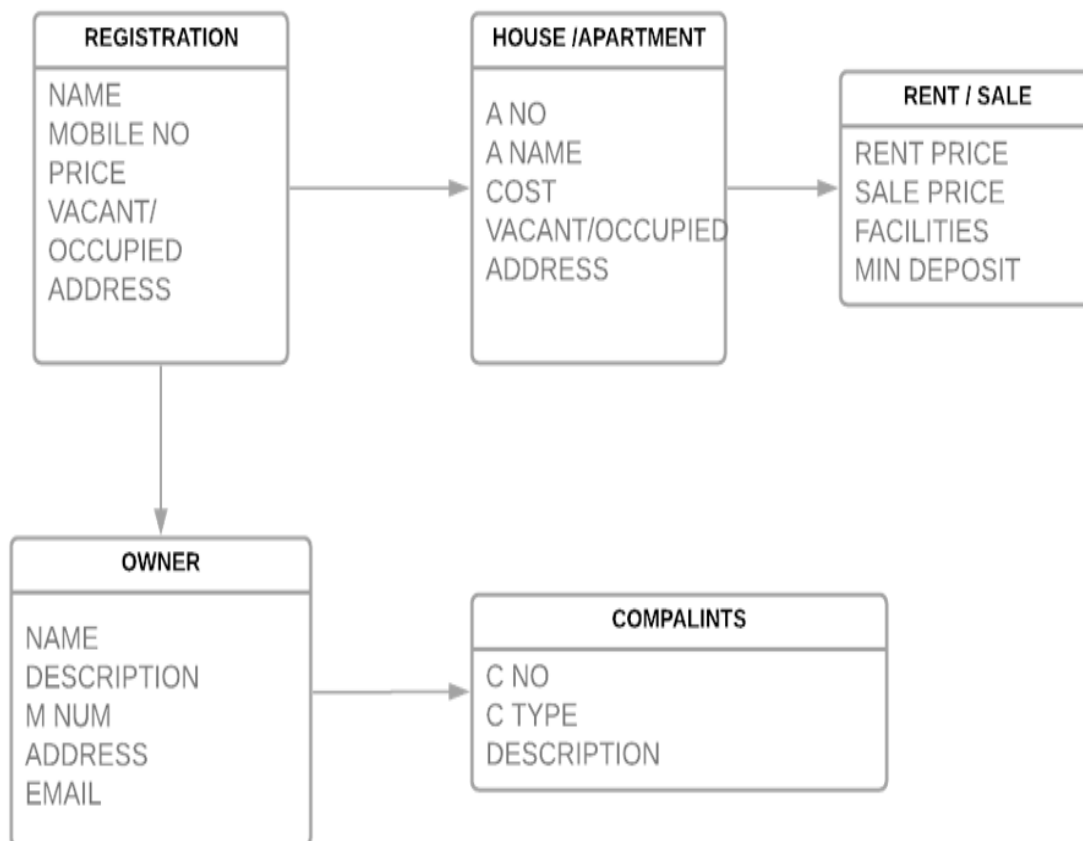 REGISTRATION
NAME
MOBILE NO
PRICE
VACANT/
OCCUPIED
ADDRESS
HOUSE /APARTMENT
A NO
A NAME
COST
VACANT/OCCUPIED
ADDRESS
RENT / SALE
RENT PRICE
SALE PRICE
FACILITIES
MIN DEPOSIT
OWNER
NAME
DESCRIPTION
M NUM
ADDRESS
EMAIL
COMPALINTS
C NO
C TYPE
DESCRIPTION